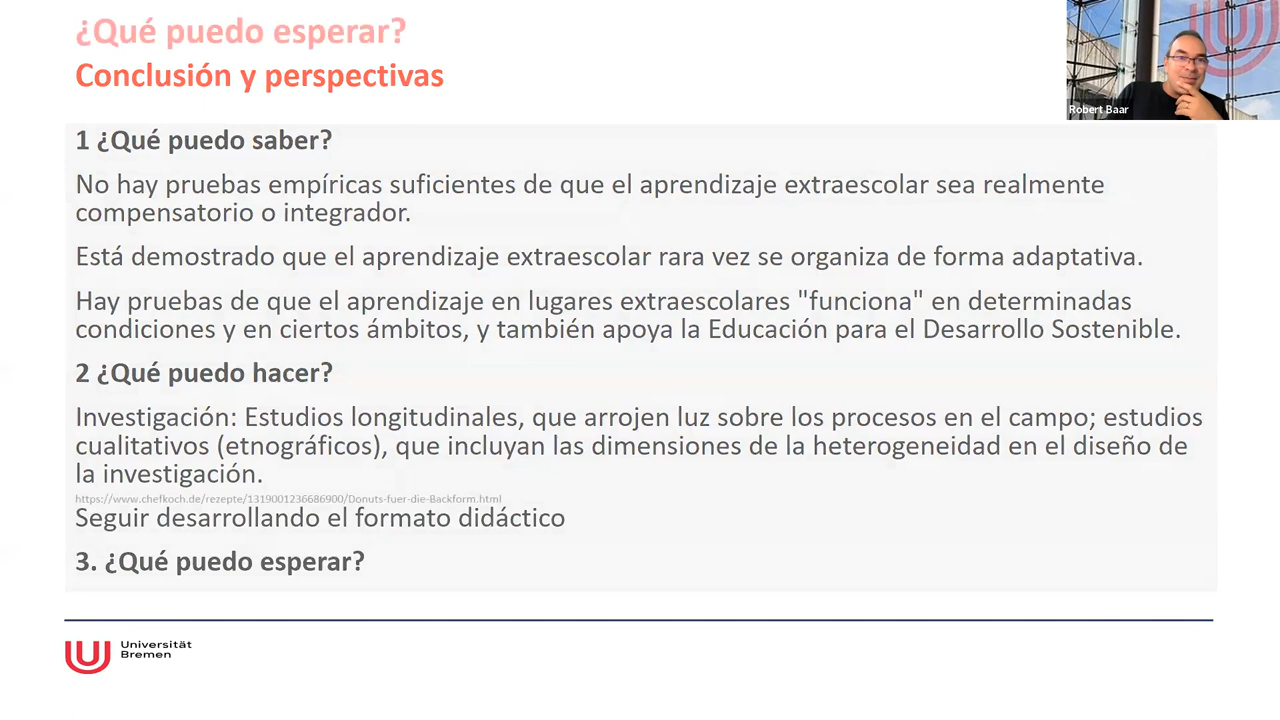 ¿Qué puedo esperar?
Conclusión y perspectivas
Robert Baar
1 ¿Qué puedo saber?
No hay pruebas empíricas suficientes de que el aprendizaje extraescolar sea realmente
compensatorio o integrador.
Está demostrado que el aprendizaje extraescolar rara vez se organiza de forma adaptativa.
Hay pruebas de que el aprendizaje en lugares extraescolares "funciona" en determinadas
condiciones y en ciertos ámbitos, y también apoya la Educación para el Desarrollo Sostenible.
2 ¿Qué puedo hacer?
Investigación: Estudios longitudinales, que arrojen luz sobre los procesos en el campo; estudios
cualitativos (etnográficos), que incluyan las dimensiones de la heterogeneidad en el diseño de
la investigación.
https://www.chefkoch.de/rezepte/1319001236686900/Donuts-fuer-die-Backform.html
Seguir desarrollando el formato didáctico
3. ¿Qué puedo esperar?
Universität
Bremen